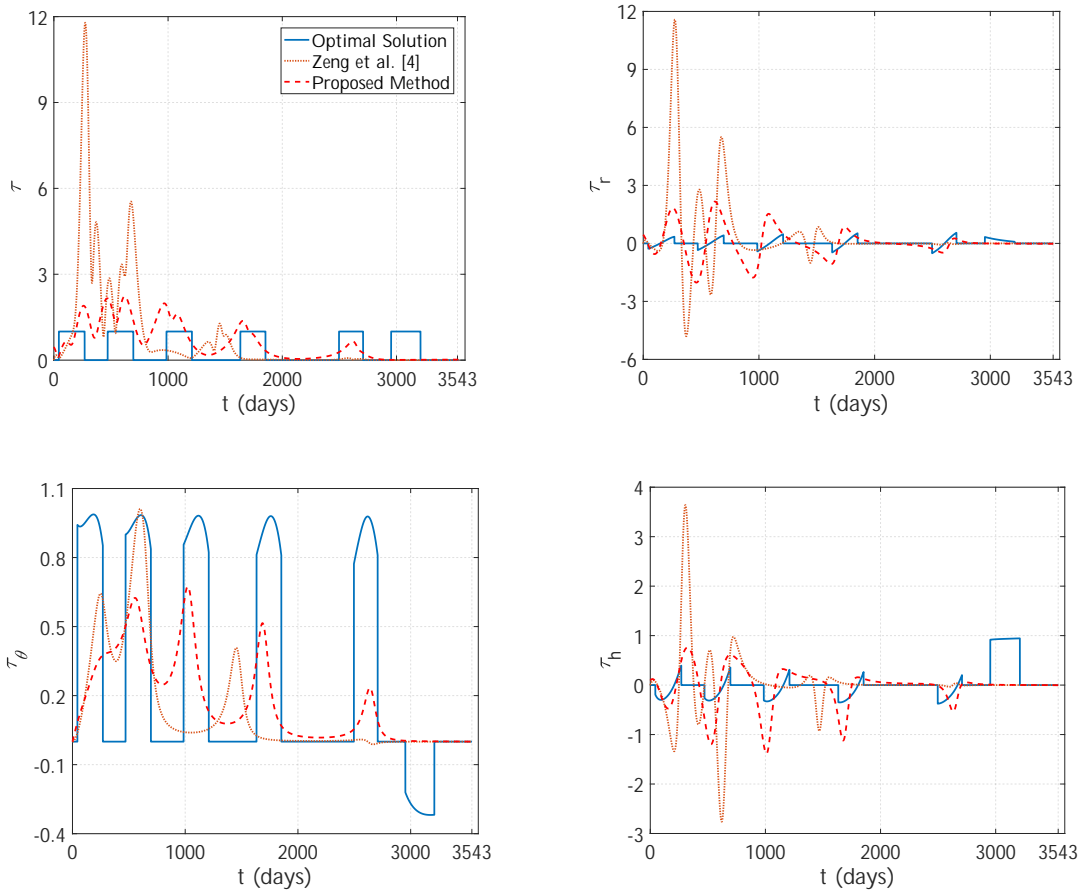 12
9
6
3
0
τ
Optimal Solution
Zeng et al. [4]
Proposed Method
0 1000 2000 3000 3543
t (days)
12
9
6
3
0
-3
-6
τr
0 1000 2000 3000 3543
t (days)
1.1
0.8
0.5
0.2
-0.1
-0.4
τθ
0 1000 2000 3000 3543
t (days)
4
3
2
1
0
-1
-2
-3
τh
0 1000 2000 3000 3543
t (days)